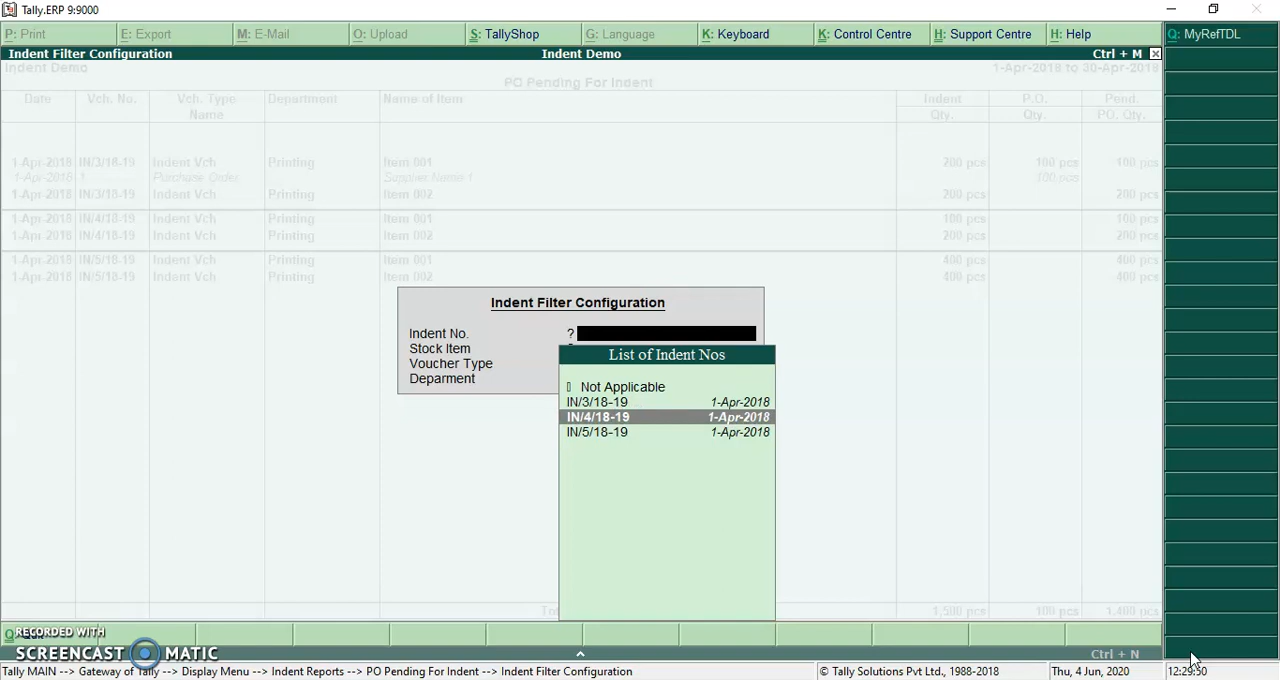 Tally.ERP 9:9000
P: Print E: Export M: E-Mail O: Upload S: TallyShop G: Language K: Keyboard K: Control Centre H: Support Centre H: Help Q: MyRefTDL
Indent Filter Configuration Indent Demo Ctrl + M
Indent Demo 1-Apr-2018 to 30-Apr-2018
PO Pending For Indent
Date Vch. No. Vch. Type Department Name of Item Indent P.O. Pend.
Name Qty. Qty. PO. Qty.
1-Apr-2018 IN/3/18-19 Indent Vch Printing Item 001 200 pcs 100 pcs 100 pcs
1-Apr-2018 1 Purchase Order Supplier Name 1 100 pcs
1-Apr-2018 IN/3/18-19 Indent Vch Printing Item 002 200 pcs 200 pcs
1-Apr-2018 IN/4/18-19 Indent Vch Printing Item 001 100 pcs 100 pcs
1-Apr-2018 IN/4/18-19 Indent Vch Printing Item 002 200 pcs 200 pcs
1-Apr-2018 IN/5/18-19 Indent Vch Printing Item 001 400 pcs 400 pcs
1-Apr-2018 IN/5/18-19 Indent Vch Printing Item 002 400 pcs 400 pcs
Indent Filter Configuration
Indent No. ?
Stock Item
Voucher Type
Deparment
List of Indent Nos
Not Applicable
IN/3/18-19 1-Apr-2018
IN/4/18-19 1-Apr-2018
IN/5/18-19 1-Apr-2018
1,500 pcs 100 pcs 1,400 pcs
RECORDED WITH
SCREENCAST MATIC
Ctrl + N
Tally MAIN --> Gateway of Tally --> Display Menu --> Indent Reports --> PO Pending For Indent --> Indent Filter Configuration © Tally Solutions Pvt Ltd., 1988-2018 Thu, 4 Jun, 2020 12:29:50